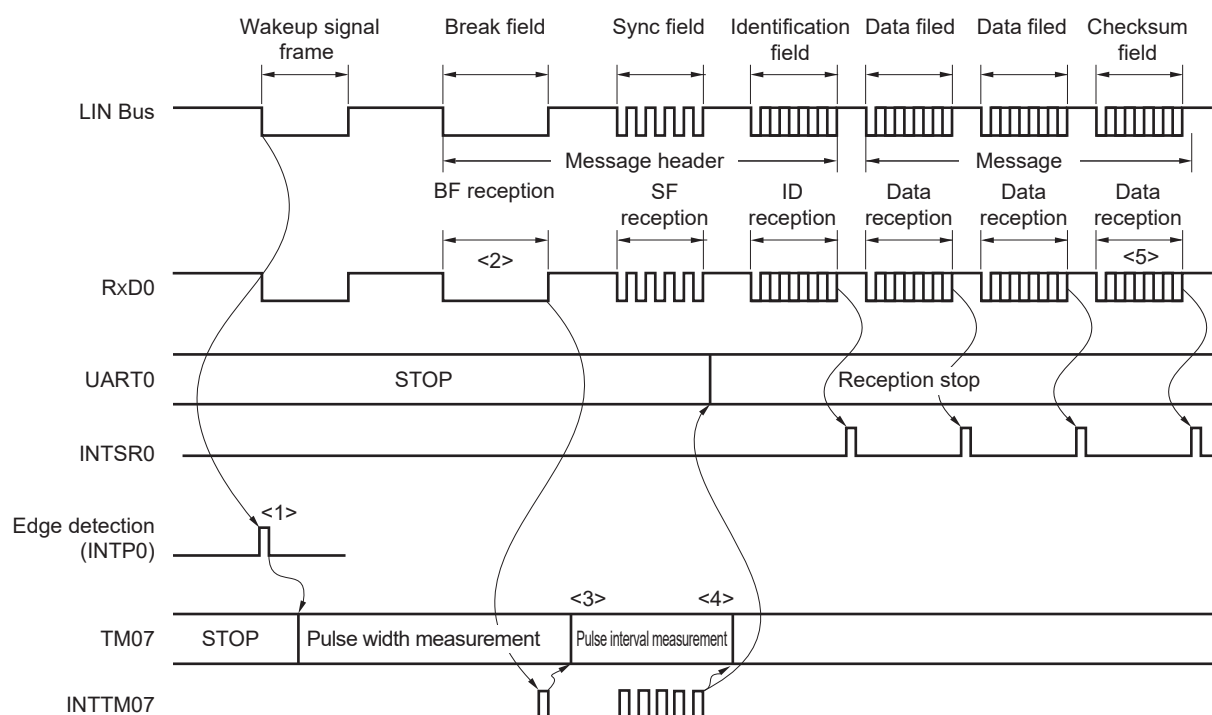 Wakeup signal
frame
Break field
Sync field
Identification
field
Data filed
Data filed
Checksum
field
LIN Bus
Message header
Message
BF reception
SF
reception
ID
reception
Data
reception
Data
reception
Data
reception
<2>
<5>
RxD0
UART0
STOP
Reception stop
INTSR0
Edge detection
(INTP0)
<1>
<3>
<4>
TM07
STOP
Pulse width measurement
Pulse interval measurement
INTTM07